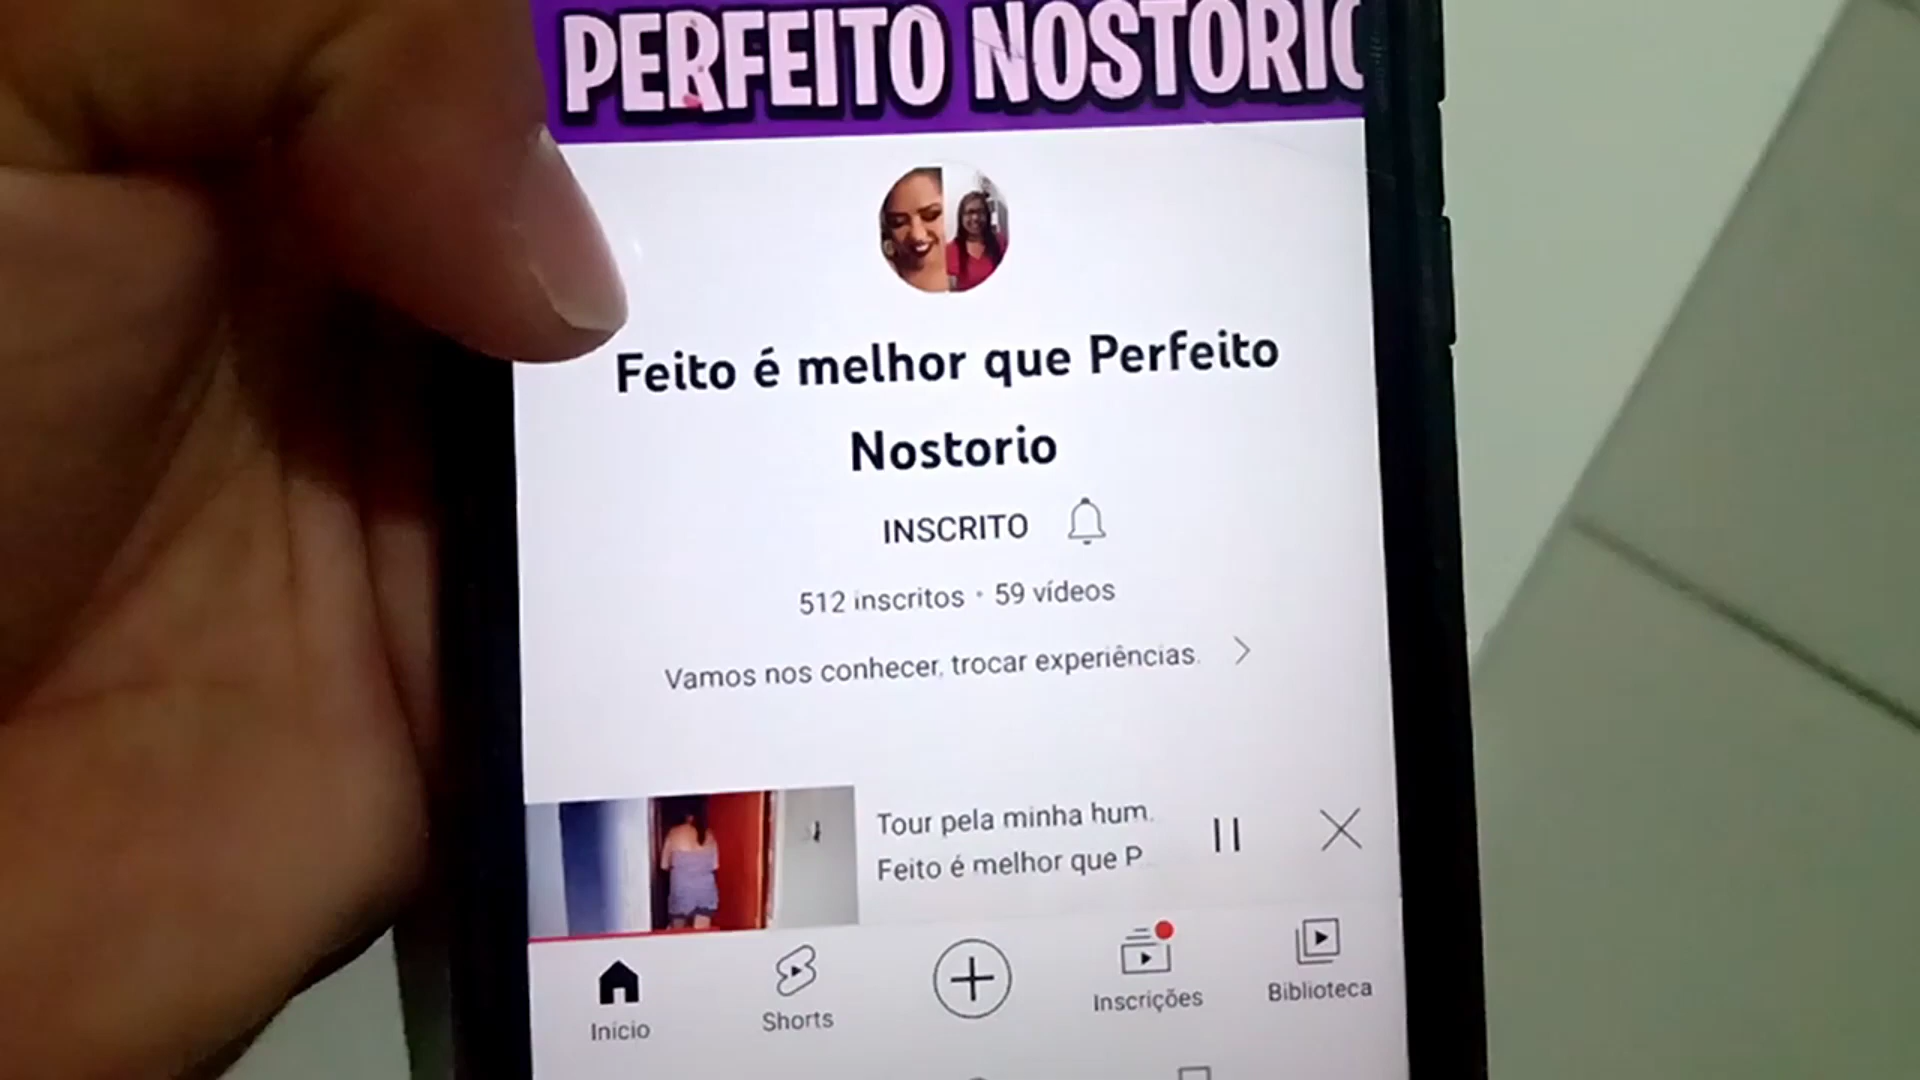 PERFEITO NOSTORIO
Feito é melhor que Perfeito
Nostorio
INSCRITO
512 inscritos • 59 vídeos
Vamos nos conhecer, trocar experiências.
Tour pela minha hum.
Feito é melhor que P
Início
Shorts
Inscrições
Biblioteca